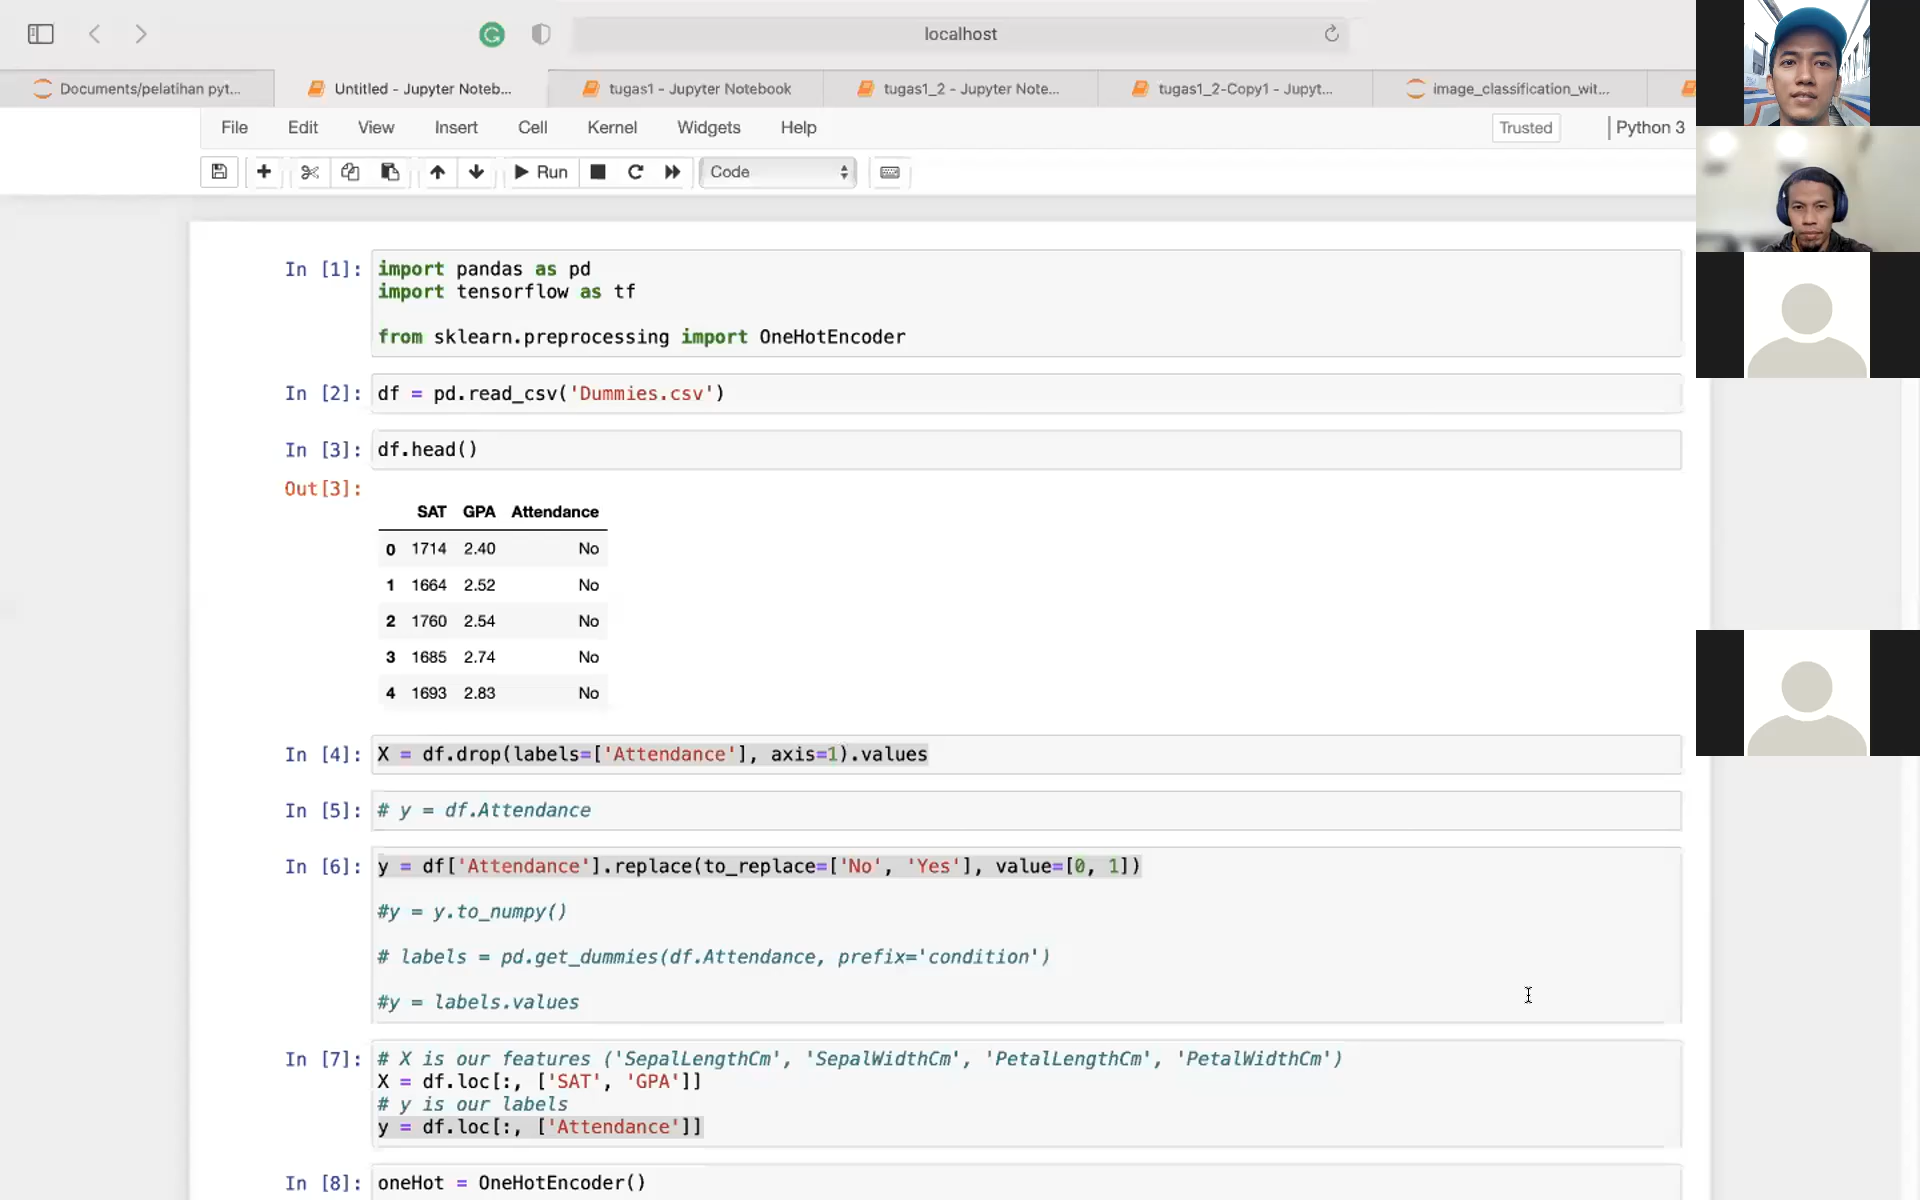 localhost
Documents/pelatihan pyt...
Untitled - Jupyter Noteb...
tugas1 - Jupyter Notebook
tugas1_2 - Jupyter Note...
tugas1_2-Copy1 - Jupyt...
image_classification_wit...
File Edit View Insert Cell Kernel Widgets Help
Trusted
Python 3
Run
Code
In [1]: import pandas as pd
import tensorflow as tf
from sklearn.preprocessing import OneHotEncoder
In [2]: df = pd.read_csv('Dummies.csv')
In [3]: df.head()
Out[3]:
SAT GPA Attendance
0 1714 2.40 No
1 1664 2.52 No
2 1760 2.54 No
3 1685 2.74 No
4 1693 2.83 No
In [4]: X = df.drop(labels=['Attendance'], axis=1).values
In [5]: # y = df.Attendance
In [6]: y = df['Attendance'].replace(to_replace=['No', 'Yes'], value=[0, 1])
#y = y.to_numpy()
# labels = pd.get_dummies(df.Attendance, prefix='condition')
#y = labels.values
In [7]: # X is our features ('SepalLengthCm', 'SepalWidthCm', 'PetalLengthCm', 'PetalWidthCm')
X = df.loc[:, ['SAT', 'GPA']]
# y is our labels
y = df.loc[:, ['Attendance']]
In [8]: oneHot = OneHotEncoder()